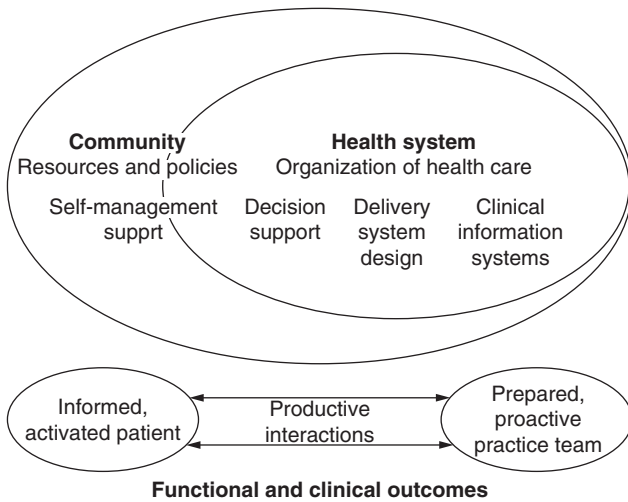 Community
Resources and policies
Self-management
supprt
Health system
Organization of health care
Decision
support
Delivery
system
design
Clinical
information
systems
Informed,
activated patient
Productive
interactions
Prepared,
proactive
practice team
Functional and clinical outcomes